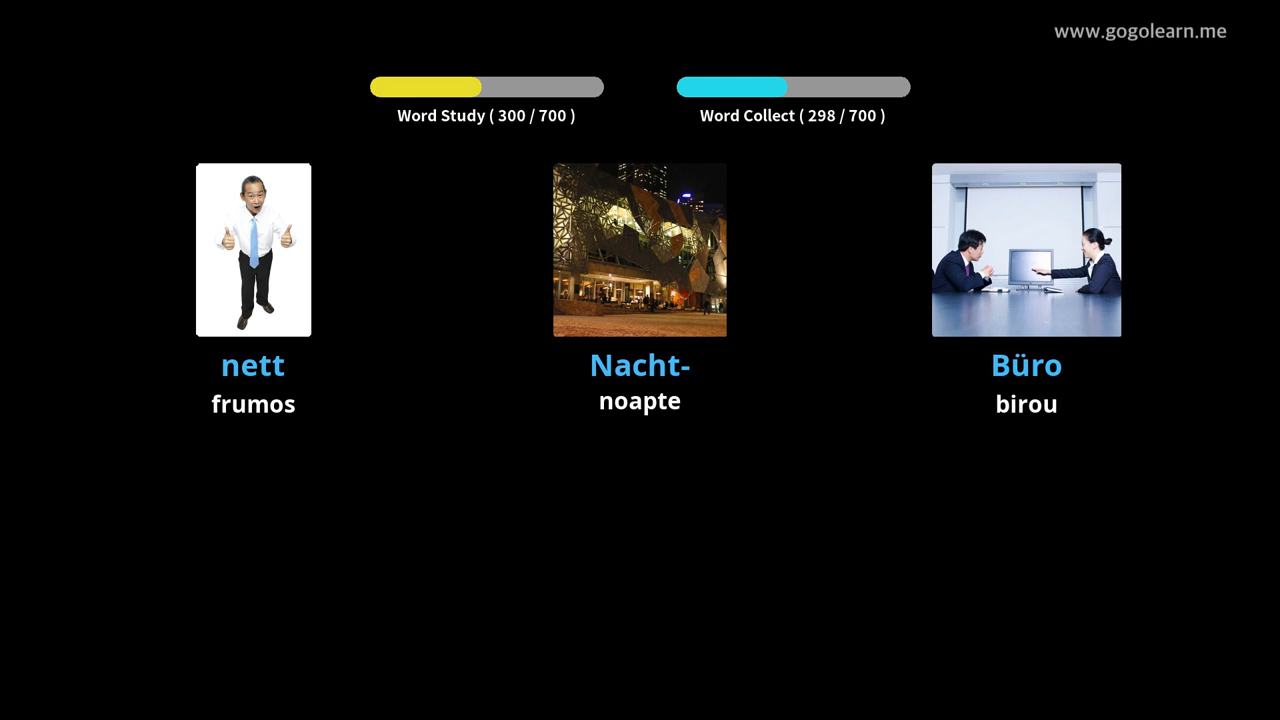 www.gogolearn.me
Word Study ( 300 / 700 )
Word Collect ( 298 / 700 )
nett
Nacht-
Büro
frumos
noapte
birou